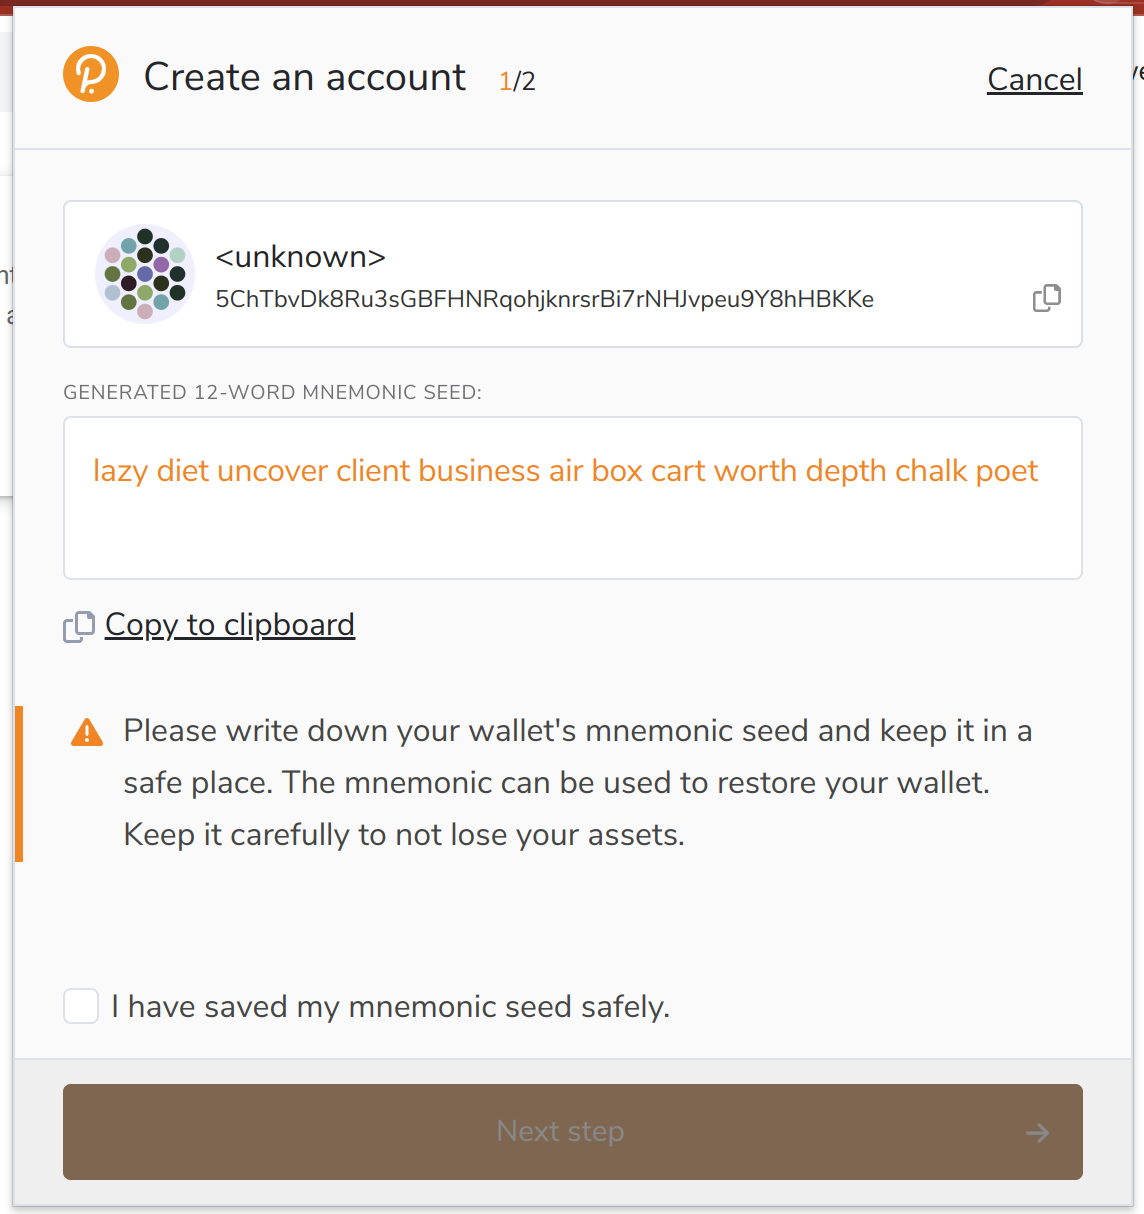 Create an account 1/2 Cancel
<unknown>
5ChTbvDk8Ru3sGBFHNRqohjknrsrBi7rNHJvpeu9Y8hHBKKe
GENERATED 12-WORD MNEMONIC SEED:
lazy diet uncover client business air box cart worth depth chalk poet
Copy to clipboard
Please write down your wallet's mnemonic seed and keep it in a
safe place. The mnemonic can be used to restore your wallet.
Keep it carefully to not lose your assets.
I have saved my mnemonic seed safely.
Next step